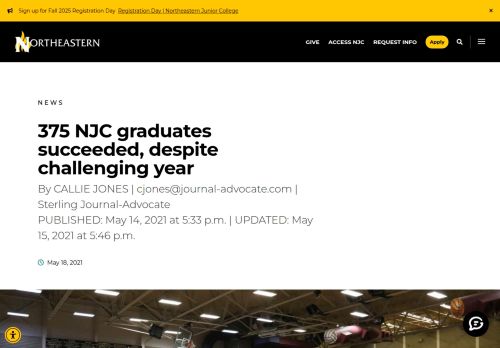 Sign up for Fall 2025 Registration Day Registration Day | Northeastern Junior College ×
NORTHEASTERN GIVE ACCESS NJC REQUEST INFO Apply
NEWS
375 NJC graduates
succeeded, despite
challenging year
By CALLIE JONES | cjones@journal-advocate.com |
Sterling Journal-Advocate
PUBLISHED: May 14, 2021 at 5:33 p.m. | UPDATED: May
15, 2021 at 5:46 p.m.
May 18, 2021